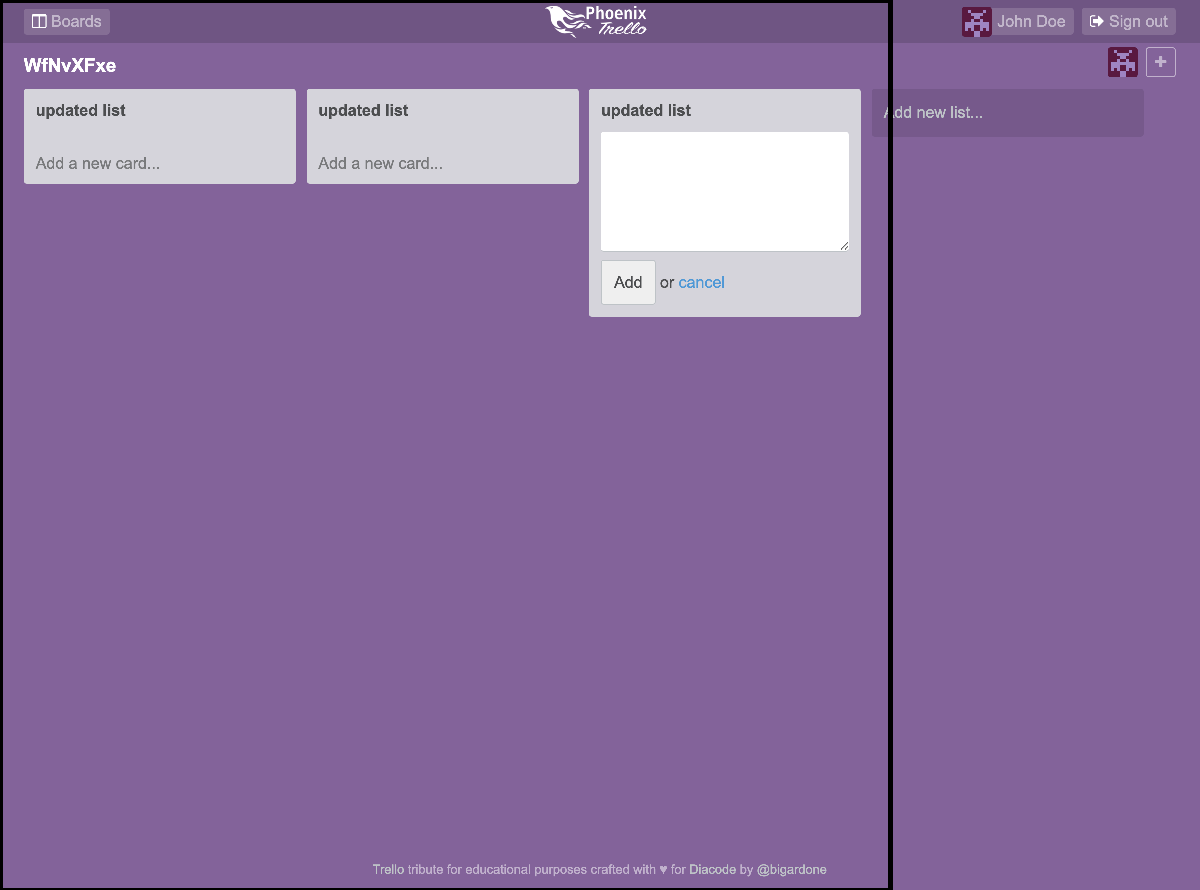 Boards
Phoenix
Trello
John Doe
Sign out
WfNvXFxe
+
updated list
Add a new card...
updated list
Add a new card...
updated list
Add or cancel
Add new list...
Trello tribute for educational purposes crafted with ♥ for Diacode by @bigardone